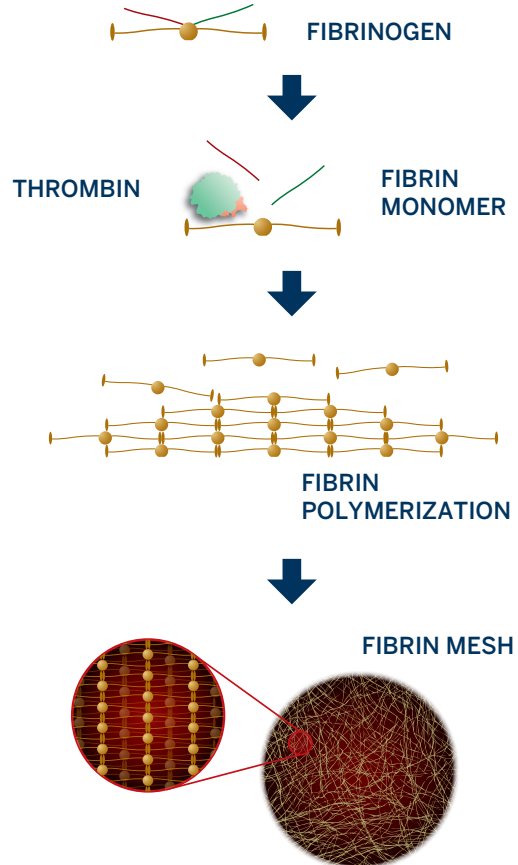 FIBRINOGEN
THROMBIN
FIBRIN
MONOMER
FIBRIN
POLYMERIZATION
FIBRIN MESH